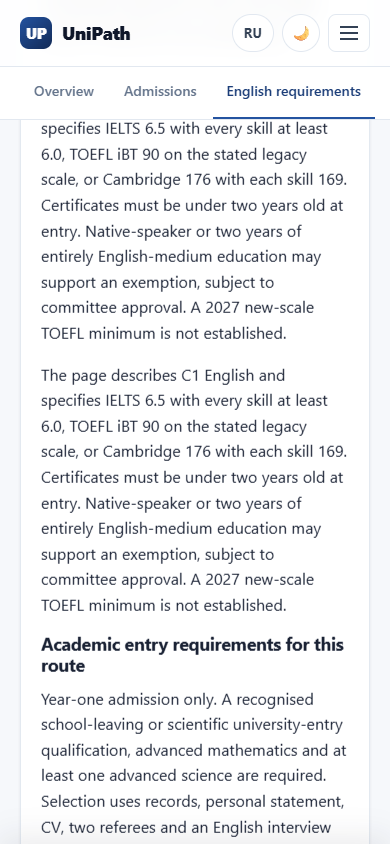 UP UniPath RU
Overview Admissions English requirements
specifies IELTS 6.5 with every skill at least
6.0, TOEFL iBT 90 on the stated legacy
scale, or Cambridge 176 with each skill 169.
Certificates must be under two years old at
entry. Native-speaker or two years of
entirely English-medium education may
support an exemption, subject to
committee approval. A 2027 new-scale
TOEFL minimum is not established.
The page describes C1 English and
specifies IELTS 6.5 with every skill at least
6.0, TOEFL iBT 90 on the stated legacy
scale, or Cambridge 176 with each skill 169.
Certificates must be under two years old at
entry. Native-speaker or two years of
entirely English-medium education may
support an exemption, subject to
committee approval. A 2027 new-scale
TOEFL minimum is not established.
Academic entry requirements for this
route
Year-one admission only. A recognised
school-leaving or scientific university-entry
qualification, advanced mathematics and at
least one advanced science are required.
Selection uses records, personal statement,
CV, two referees and an English interview